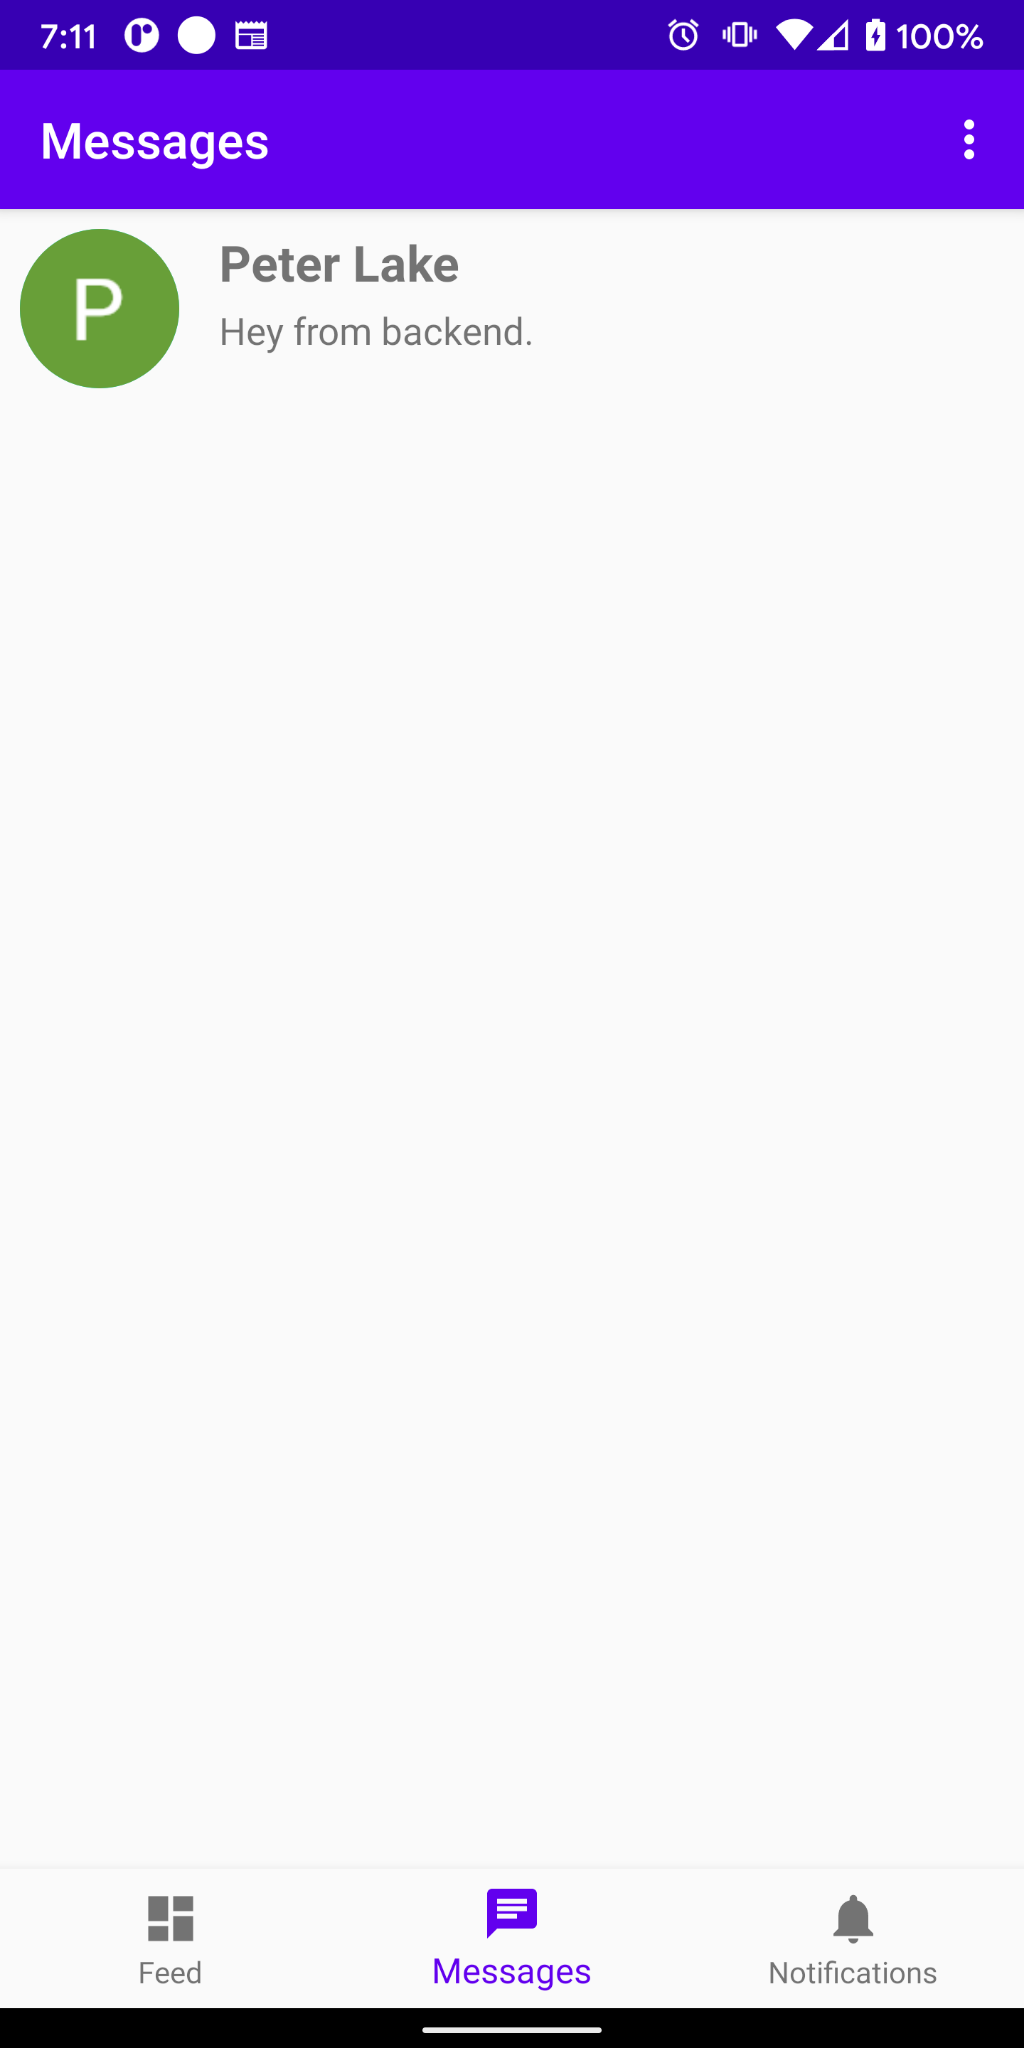 7:11 100%
Messages
P
Peter Lake
Hey from backend.
Feed
Messages
Notifications